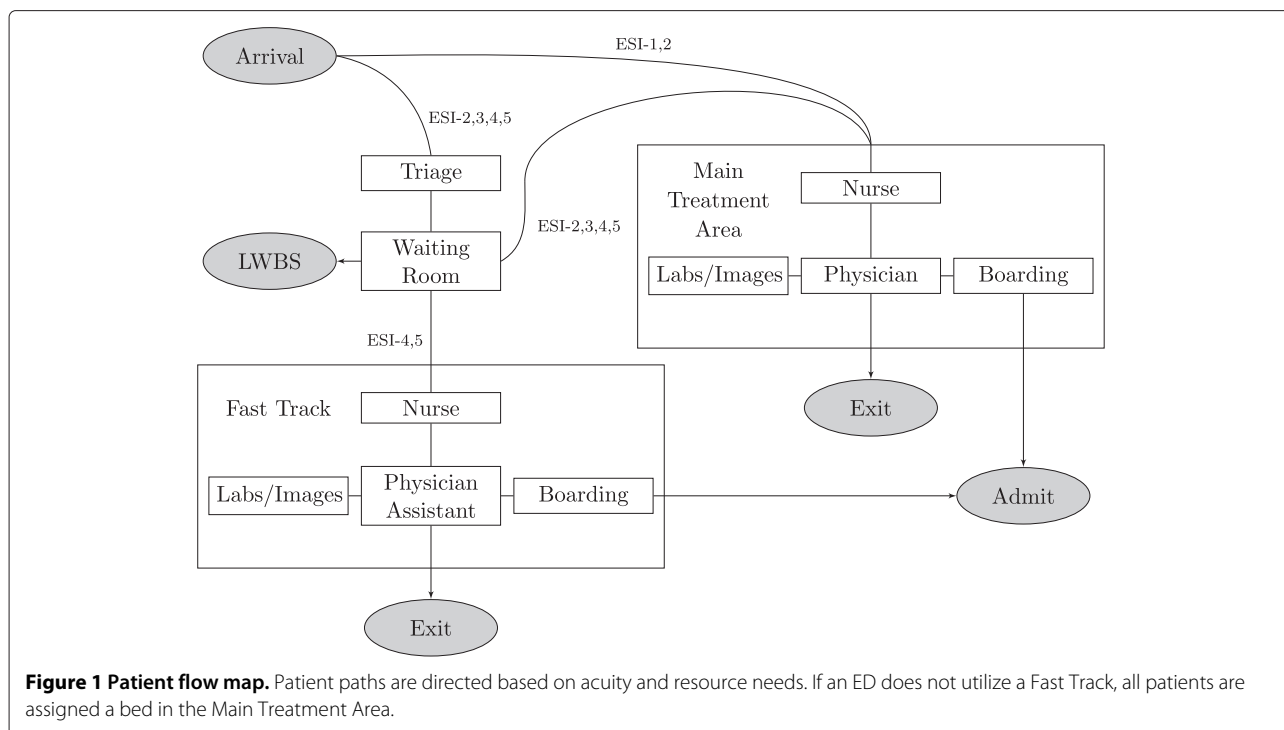 Arrival
ESI-1,2
ESI-2,3,4,5
Triage
Main
Treatment
Area
Nurse
ESI-2,3,4,5
LWBS
Waiting
Room
Labs/Images
Physician
Boarding
ESI-4,5
Fast Track
Nurse
Exit
Labs/Images
Physician
Assistant
Boarding
Admit
Exit
Figure 1 Patient flow map. Patient paths are directed based on acuity and resource needs. If an ED does not utilize a Fast Track, all patients are
assigned a bed in the Main Treatment Area.